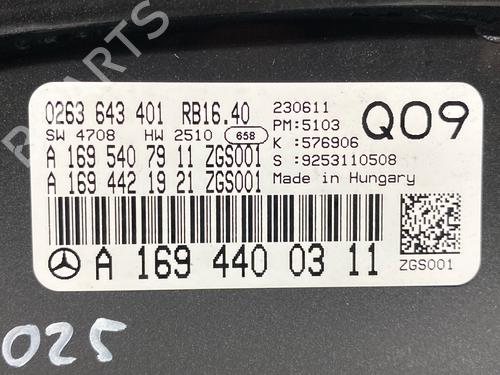 PARTS
0263 643 401 RB16.40
SW 4708 HW 2510 658
A 169 540 79 11 ZGS001
A 169 442 19 21 ZGS001
230611
PM:5103
K :576906
S :9253110508
Made in Hungary
Q09
A 169 440 03 11
ZGS001
025